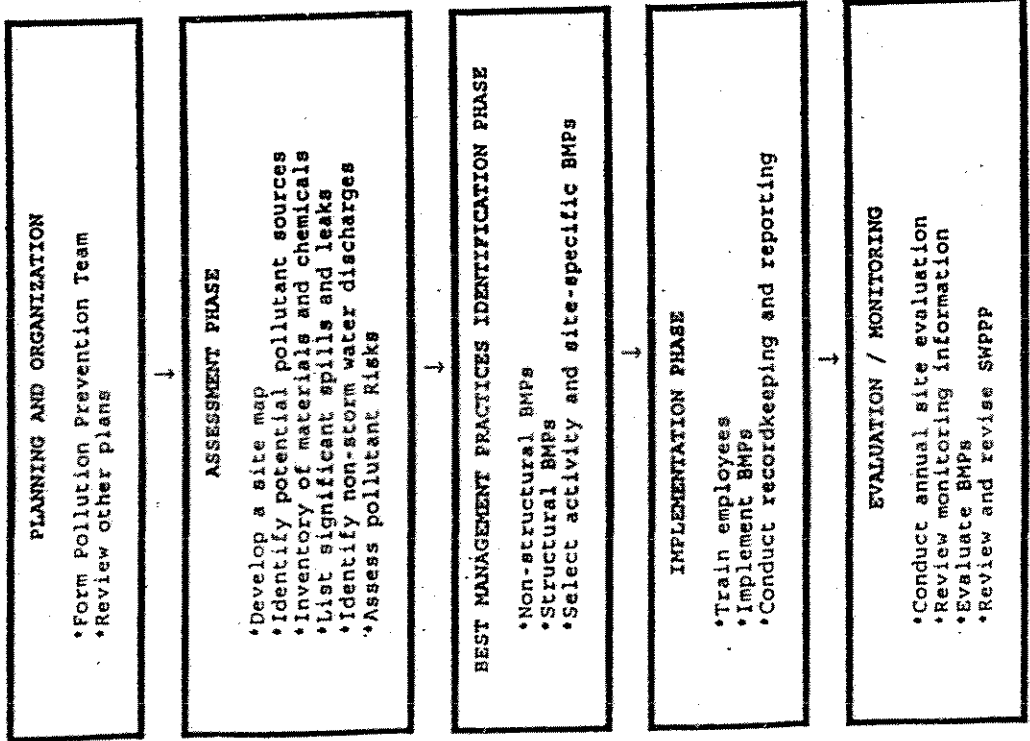 PLANNING AND ORGANIZATION
*Form Pollution Prevention Team
*Review other plans
↓
ASSESSMENT PHASE
*Develop a site map
*Identify potential pollutant sources
*Inventory of materials and chemicals
*List significant spills and leaks
*Identify non-storm water discharges
*Assess pollutant Risks
↓
BEST MANAGEMENT PRACTICES IDENTIFICATION PHASE
*Non-structural BMPs
*Structural BMPs
*Select activity and site-specific BMPs
↓
IMPLEMENTATION PHASE
*Train employees
*Implement BMPs
*Conduct recordkeeping and reporting
↓
EVALUATION / MONITORING
*Conduct annual site evaluation
*Review monitoring information
*Evaluate BMPs
*Review and revise SWPPP